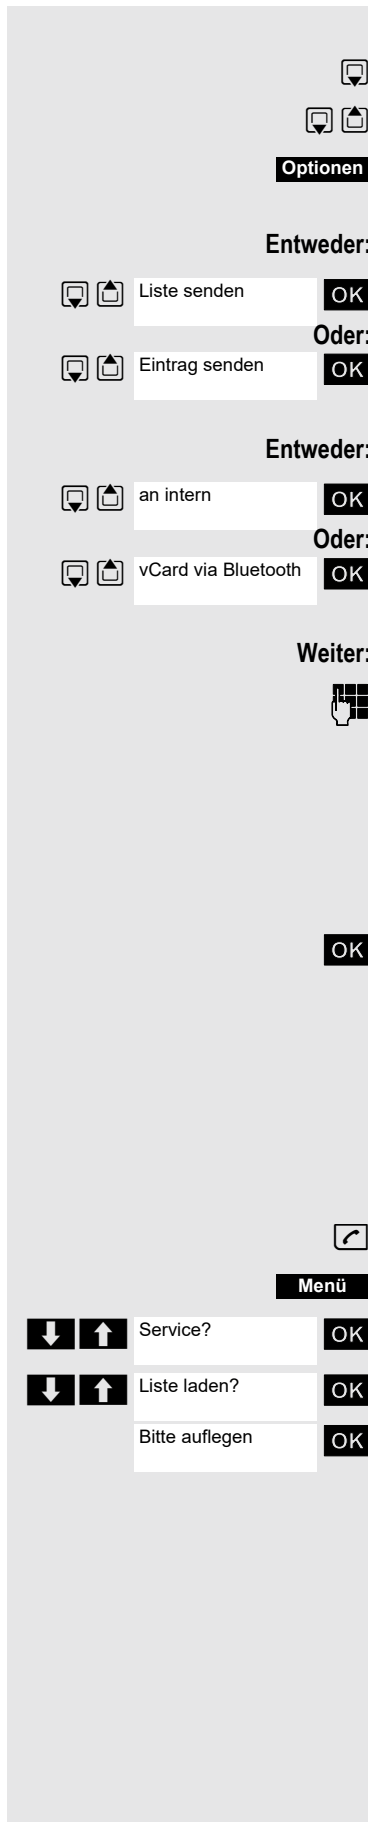 Optionen
Entweder:
Liste senden OK
Oder:
Eintrag senden OK
Entweder:
an intern OK
Oder:
vCard via Bluetooth OK
Weiter:
OK
Menü
Service? OK
Liste laden? OK
Bitte auflegen OK